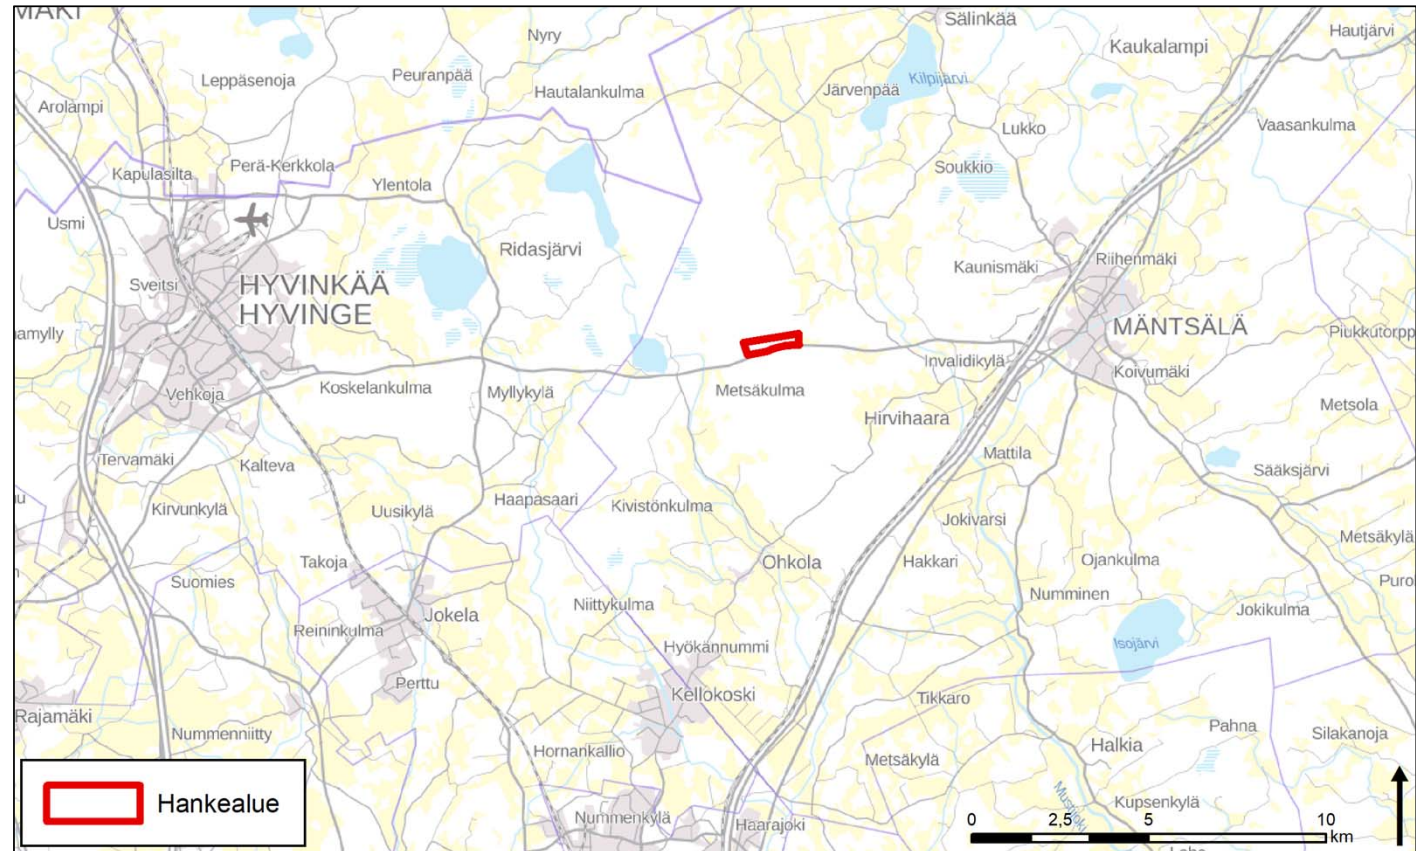 MÄKI
Sälinkää
Nyry
Hautjärvi
Kaukalampi
Leppäsenoja
Peuranpää
Kilpijärvi
Hautalankulma
Järvenpää
Arolampi
Lukko
Vaasankulma
Perä-Kerkkola
Kapulasilta
Soukkio
Ylentola
Usmi
Ridasjärvi
Riihenmäki
Kaunismäki
Sveitsi
HYVINKÄÄ
HYVINGE
MÄNTSÄLÄ
amylly
Piukkutorpp
Invalidikylä
Koivumäki
Vehkoja
Koskelankulma
Myllykylä
Metsäkulma
Metsola
Hirvihaara
Tervamäki
Kalteva
Mattila
Sääksjärvi
Haapasaari
Kivistönkulma
Kirvunkylä
Uusikylä
Jokivarsi
Metsäkylä
Takoja
Ohkola
Hakkari
Ojankulma
Suomies
Puro
Numminen
Niittykulma
Jokikulma
Jokela
Reininkulma
Hyökännummi
Isojärvi
Perttu
Kellokoski
Tikkaro
Rajamäki
Pahna
Nummenniitty
Silakanoja
Hornankallio
Halkia
Metsäkylä
Mustijoki
Hankealue
Kupsenkylä
Nummenkylä
Haarajoki
0 2,5 5 10
km